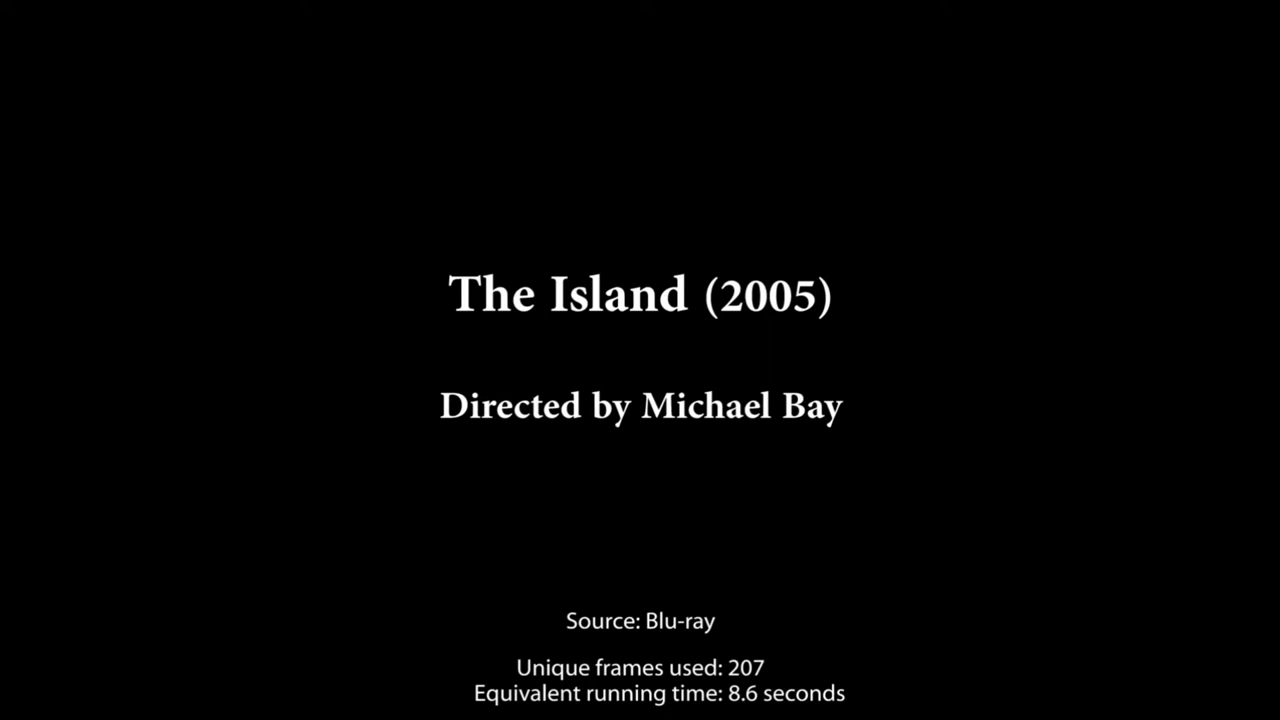 The Island (2005)
Directed by Michael Bay
Source: Blu-ray
Unique frames used: 207
Equivalent running time: 8.6 seconds